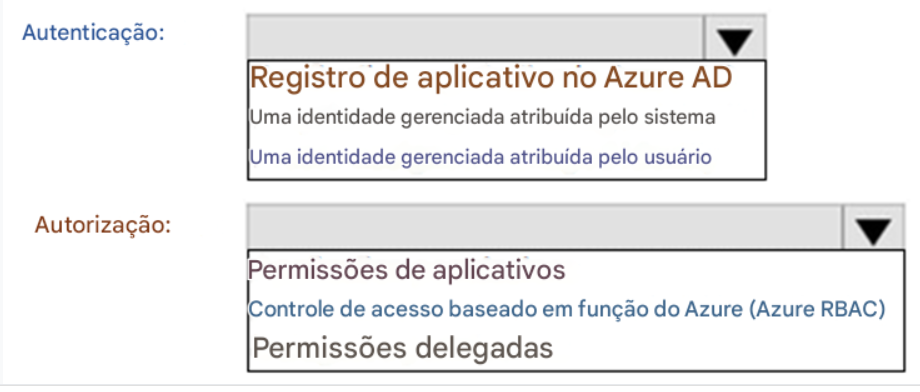 Autenticação:
Registro de aplicativo no Azure AD
Uma identidade gerenciada atribuída pelo sistema
Uma identidade gerenciada atribuída pelo usuário
Autorização:
Permissões de aplicativos
Controle de acesso baseado em função do Azure (Azure RBAC)
Permissões delegadas